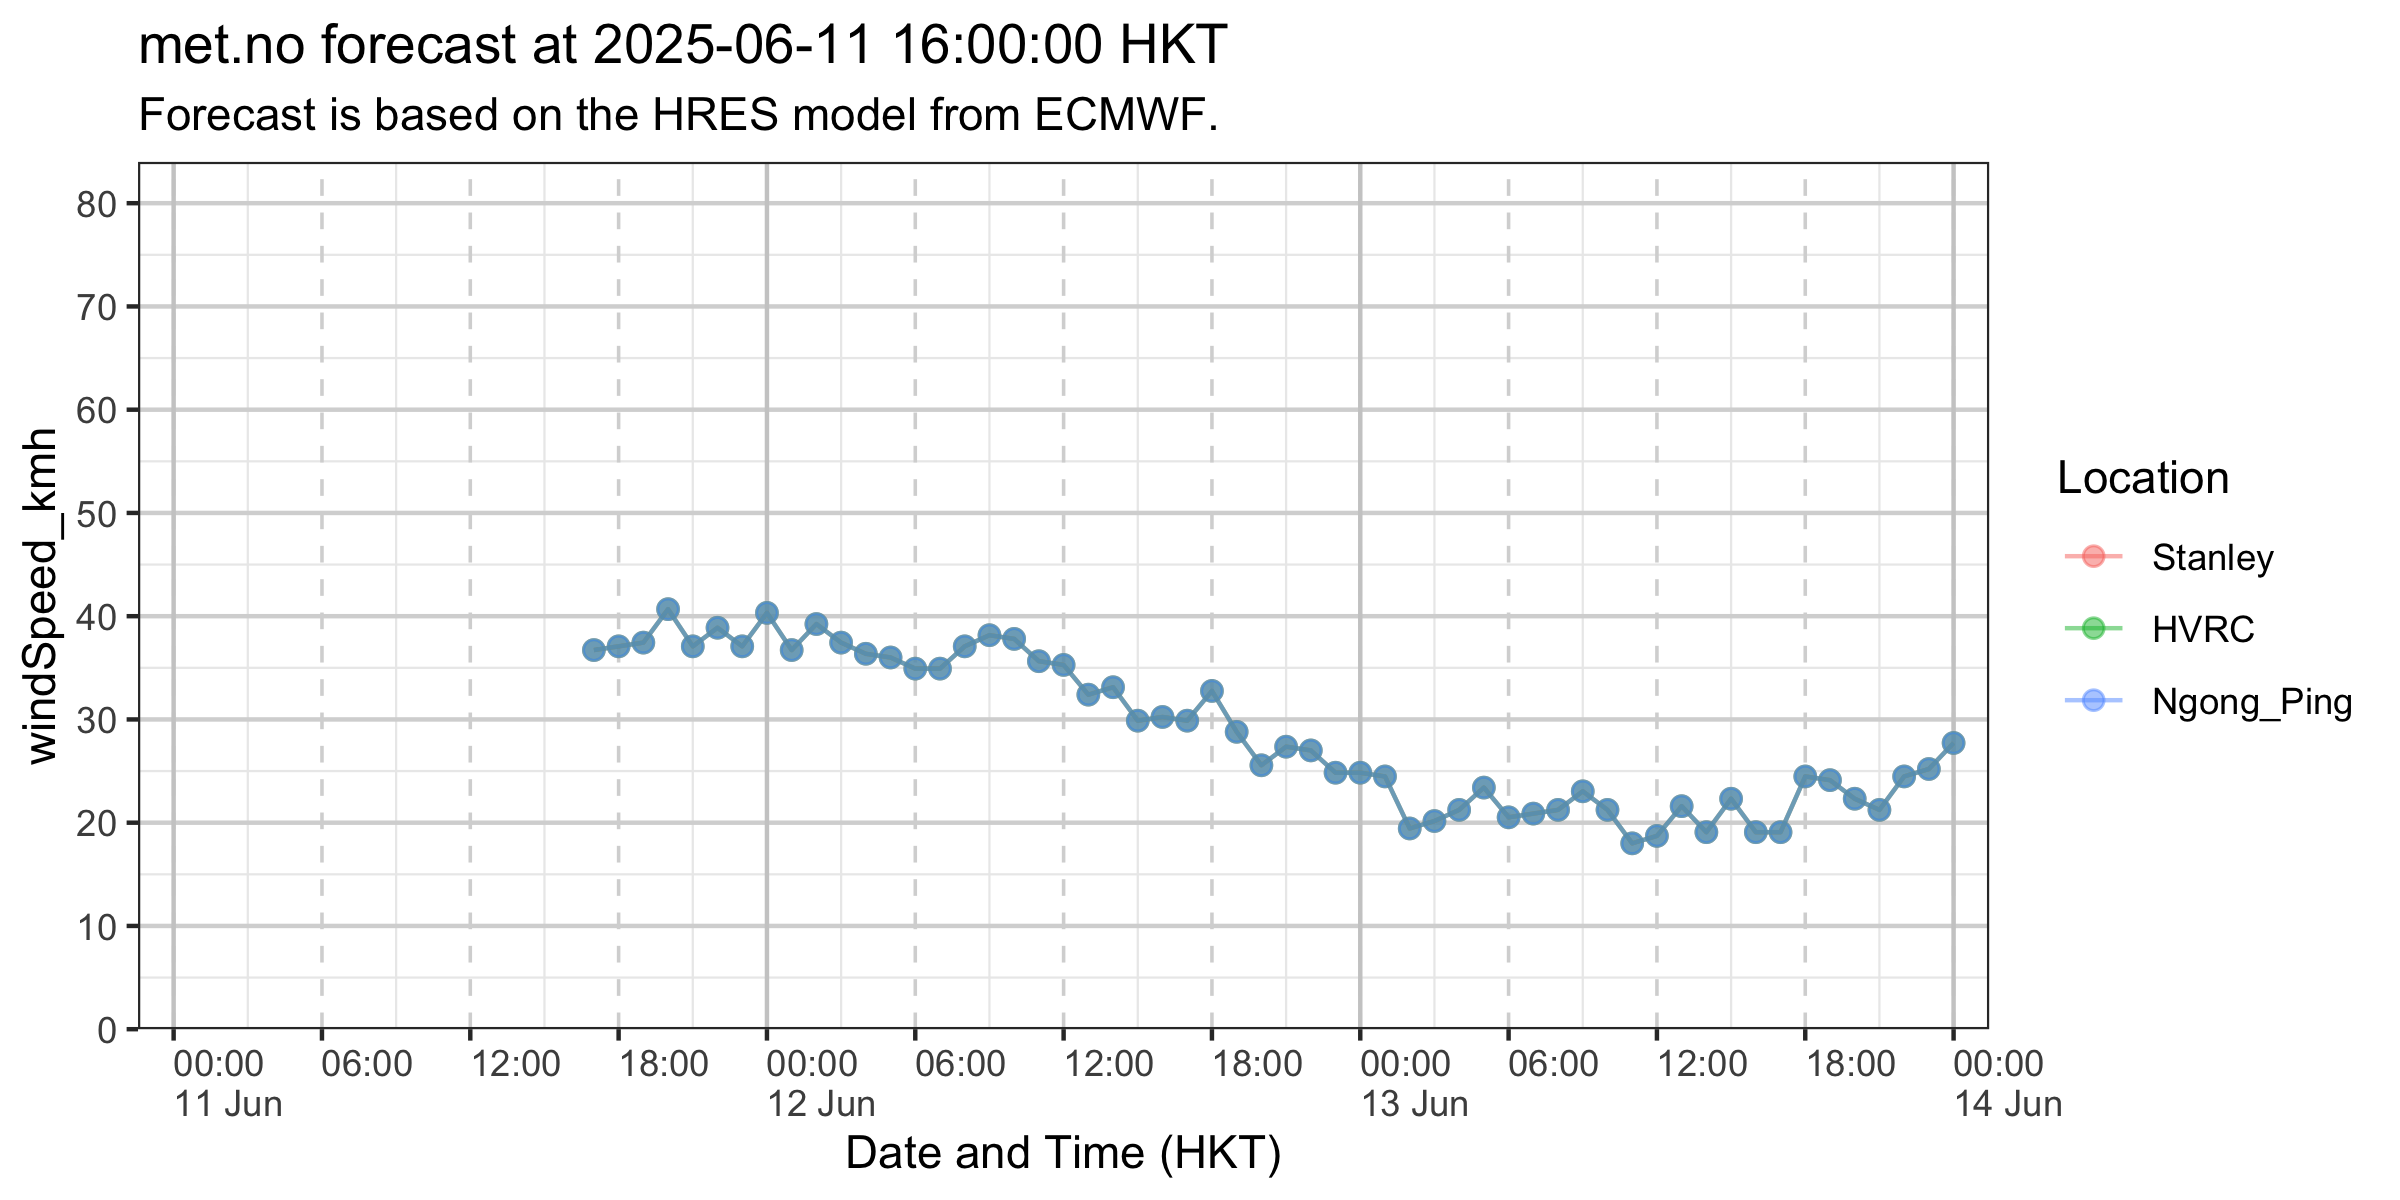 met.no forecast at 2025-06-11 16:00:00 HKT
Forecast is based on the HRES model from ECMWF.
windSpeed_kmh
80
70
60
50
40
30
20
10
0
00:00 06:00 12:00 18:00 00:00 06:00 12:00 18:00 00:00 06:00 12:00 18:00 00:00
11 Jun 12 Jun 13 Jun 14 Jun
Date and Time (HKT)
Location
Stanley
HVRC
Ngong_Ping